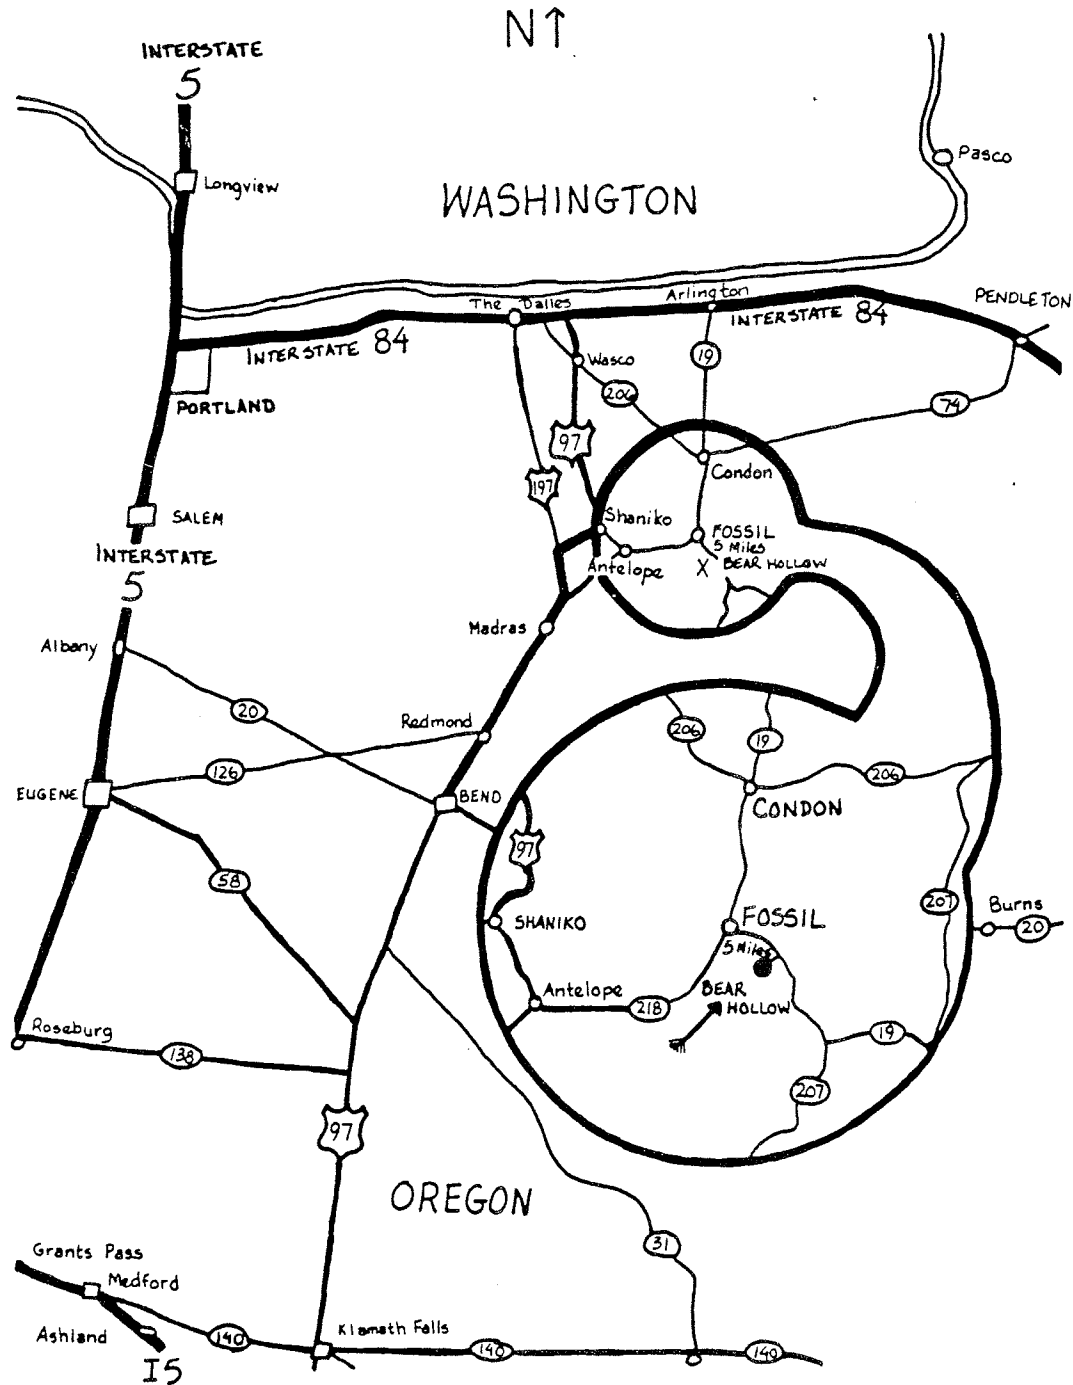 N↑
INTERSTATE
5
Longview
Pasco
WASHINGTON
The Dalles
Arlington
PENDLETON
INTERSTATE 84
INTERSTATE 84
19
Wasco
206
74
PORTLAND
97
Condon
197
SALEM
Shaniko
FOSSIL
5 Miles
BEAR HOLLOW
X
Antelope
INTERSTATE
5
Madras
Albany
20
Redmond
206
19
126
206
EUGENE
BEND
CONDON
97
58
207
Burns
20
SHANIKO
FOSSIL
5 Miles
Antelope
218
BEAR
HOLLOW
Roseburg
138
19
207
97
OREGON
31
Grants Pass
Medford
Ashland
140
Klamath Falls
140
140
I5